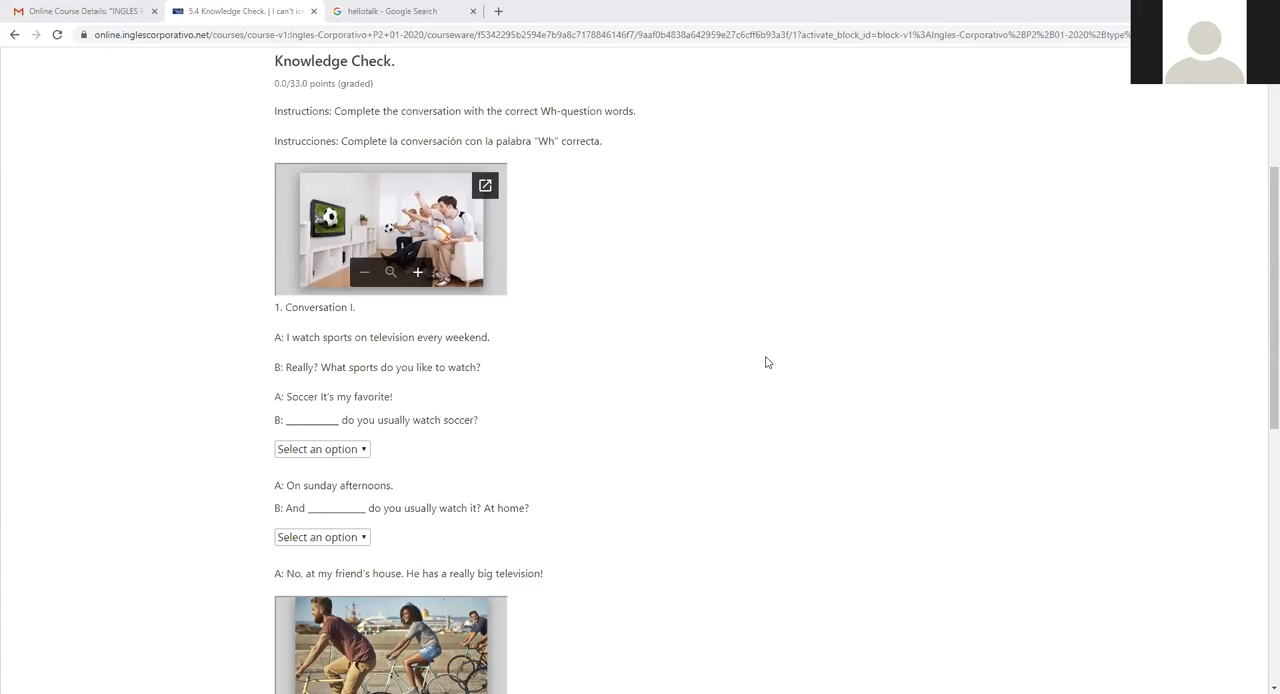 Online Course Details: "INGLES E
5.4 Knowledge Check. | I can't ice
hellotalk - Google Search
online.inglescorporativo.net/courses/course-v1:Ingles-Corporativo+P2+01-2020/courseware/f5342295b2594e7b9a8c7178846146f7/9aaf0b4838a642959e27c6cff6b93a3f/1?activate_block_id=block-v1%3AIngles-Corporativo%2BP2%2B01-2020%2Btype%
Knowledge Check.
0.0/33.0 points (graded)
Instructions: Complete the conversation with the correct Wh-question words.
Instrucciones: Complete la conversación con la palabra "Wh" correcta.
1. Conversation I.
A: I watch sports on television every weekend.
B: Really? What sports do you like to watch?
A: Soccer It's my favorite!
B: __________ do you usually watch soccer?
Select an option
A: On sunday afternoons.
B: And ___________ do you usually watch it? At home?
Select an option
A: No, at my friend's house. He has a really big television!